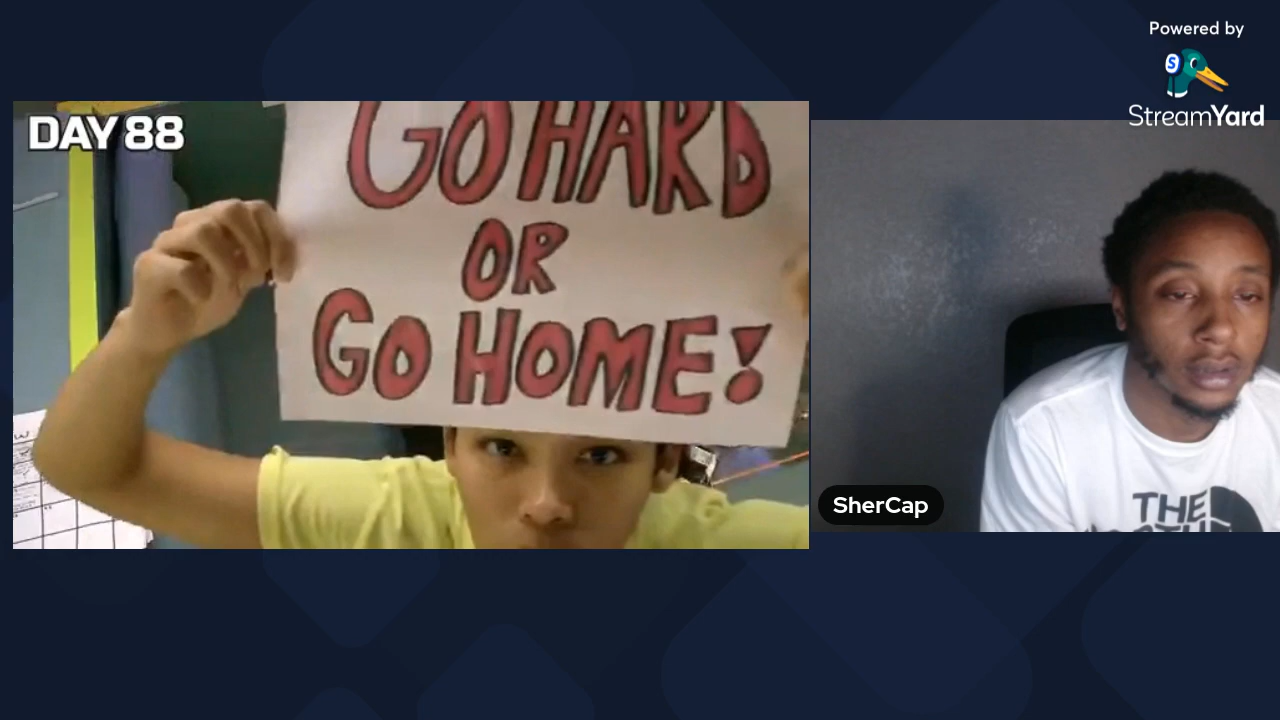 Powered by
StreamYard
DAY 88
GO HARD
OR
GO HOME!
SherCap
THE